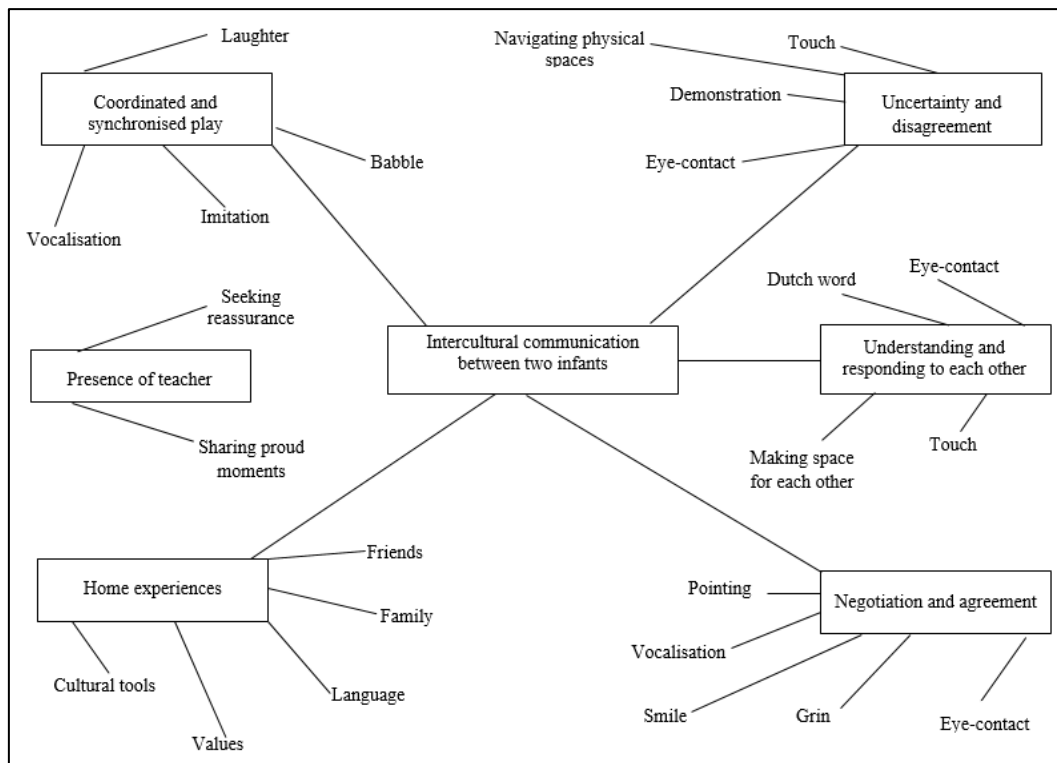 Laughter
Coordinated and
synchronised play
Babble
Imitation
Vocalisation
Navigating physical
spaces
Touch
Demonstration
Uncertainty and
disagreement
Eye-contact
Seeking
reassurance
Presence of teacher
Sharing proud
moments
Intercultural communication
between two infants
Dutch word
Eye-contact
Understanding and
responding to each other
Making space
for each other
Touch
Home experiences
Friends
Family
Language
Cultural tools
Values
Pointing
Negotiation and agreement
Vocalisation
Smile
Grin
Eye-contact